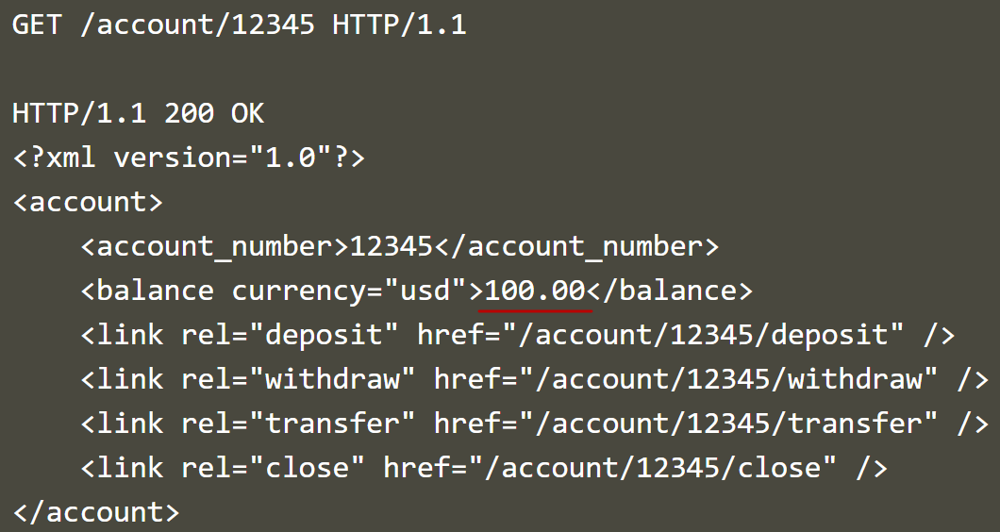 GET /account/12345 HTTP/1.1
HTTP/1.1 200 OK
<?xml version="1.0"?>
<account>
    <account_number>12345</account_number>
    <balance currency="usd">100.00</balance>
    <link rel="deposit" href="/account/12345/deposit" />
    <link rel="withdraw" href="/account/12345/withdraw" />
    <link rel="transfer" href="/account/12345/transfer" />
    <link rel="close" href="/account/12345/close" />
</account>